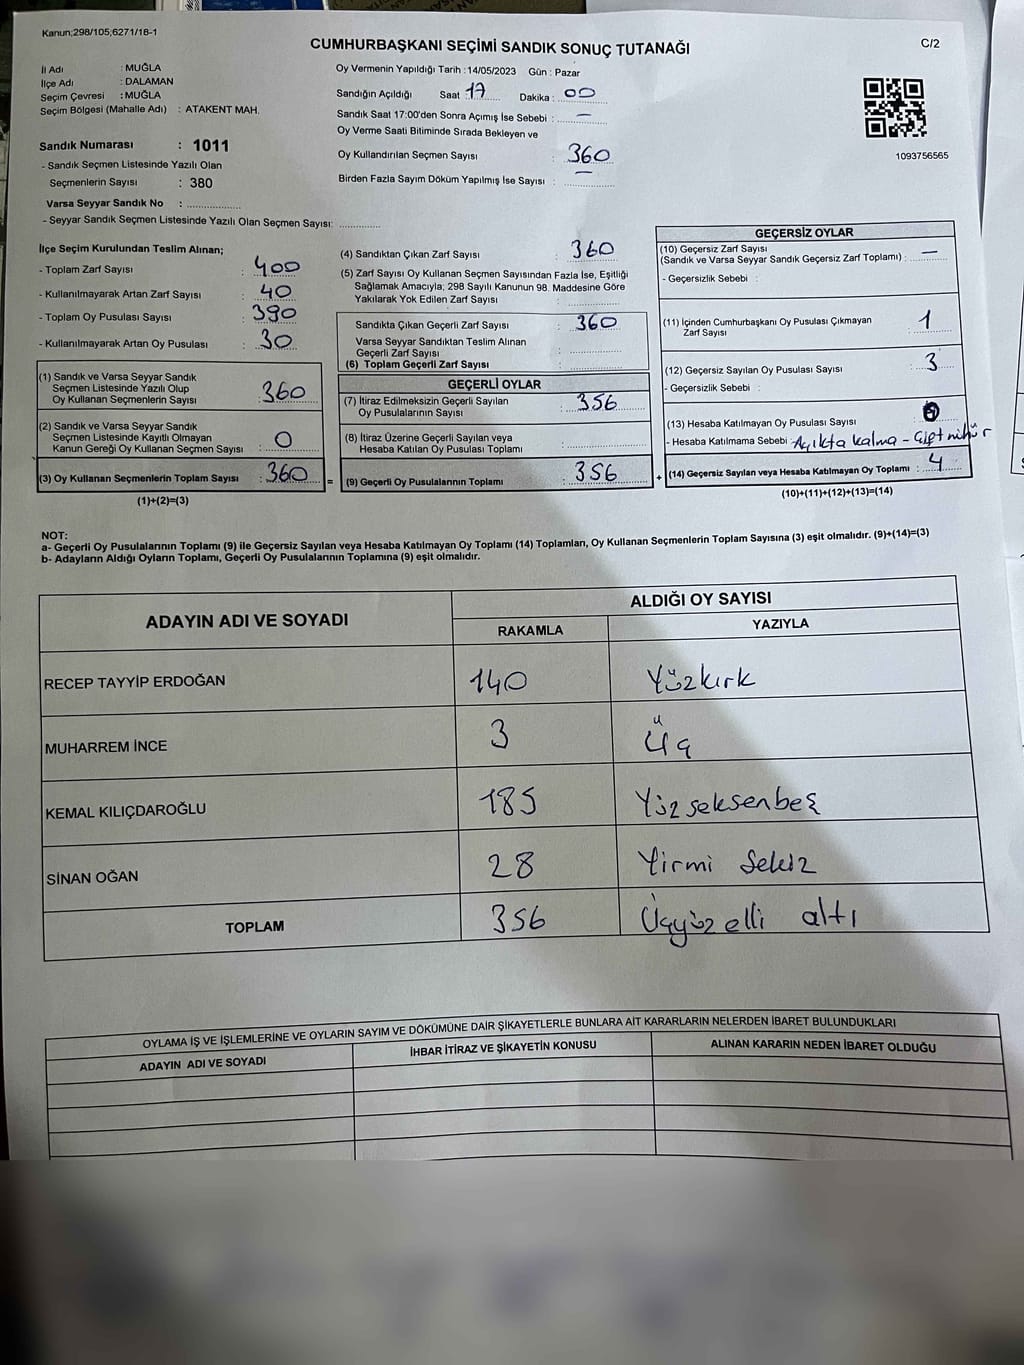 Kanun;298/105;6271/18-1
CUMHURBAŞKANI SEÇİMİ SANDIK SONUÇ TUTANAĞI
C/2
İl Adı : MUĞLA
İlçe Adı : DALAMAN
Seçim Çevresi : MUĞLA
Seçim Bölgesi (Mahalle Adı) : ATAKENT MAH.
Sandık Numarası : 1011
- Sandık Seçmen Listesinde Yazılı Olan
Seçmenlerin Sayısı : 380
Varsa Seyyar Sandık No :
- Seyyar Sandık Seçmen Listesinde Yazılı Olan Seçmen Sayısı:
Oy Vermenin Yapıldığı Tarih : 14/05/2023 Gün : Pazar
Sandığın Açıldığı Saat : 17 Dakika : 00
Sandık Saat 17:00'den Sonra Açımış İse Sebebi : —
Oy Verme Saati Bitiminde Sırada Bekleyen ve
Oy Kullandırılan Seçmen Sayısı : 360
Birden Fazla Sayım Döküm Yapılmış İse Sayısı : —
1093756565
İlçe Seçim Kurulundan Teslim Alınan;
- Toplam Zarf Sayısı : 400
- Kullanılmayarak Artan Zarf Sayısı : 40
- Toplam Oy Pusulası Sayısı : 390
- Kullanılmayarak Artan Oy Pusulası : 30
(1) Sandık ve Varsa Seyyar Sandık
Seçmen Listesinde Yazılı Olup
Oy Kullanan Seçmenlerin Sayısı : 360
(2) Sandık ve Varsa Seyyar Sandık
Seçmen Listesinde Kayıtlı Olmayan
Kanun Gereği Oy Kullanan Seçmen Sayısı : 0
(3) Oy Kullanan Seçmenlerin Toplam Sayısı : 360
(1)+(2)=(3)
(4) Sandıktan Çıkan Zarf Sayısı : 360
(5) Zarf Sayısı Oy Kullanan Seçmen Sayısından Fazla İse, Eşitliği
Sağlamak Amacıyla; 298 Sayılı Kanunun 98. Maddesine Göre
Yakılarak Yok Edilen Zarf Sayısı :
Sandıkta Çıkan Geçerli Zarf Sayısı : 360
Varsa Seyyar Sandıktan Teslim Alınan
Geçerli Zarf Sayısı :
(6) Toplam Geçerli Zarf Sayısı :
GEÇERLİ OYLAR
(7) İtiraz Edilmeksizin Geçerli Sayılan
Oy Pusulalarının Sayısı : 356
(8) İtiraz Üzerine Geçerli Sayılan veya
Hesaba Katılan Oy Pusulası Toplamı :
= (9) Geçerli Oy Pusulalarının Toplamı : 356
GEÇERSİZ OYLAR
(10) Geçersiz Zarf Sayısı
(Sandık ve Varsa Seyyar Sandık Geçersiz Zarf Toplamı) : —
- Geçersizlik Sebebi :
(11) İçinden Cumhurbaşkanı Oy Pusulası Çıkmayan
Zarf Sayısı : 1
(12) Geçersiz Sayılan Oy Pusulası Sayısı : 3
- Geçersizlik Sebebi :
(13) Hesaba Katılmayan Oy Pusulası Sayısı :
- Hesaba Katılmama Sebebi : Açıkta kalma - Çift mühür
+ (14) Geçersiz Sayılan veya Hesaba Katılmayan Oy Toplamı : 4
(10)+(11)+(12)+(13)=(14)
NOT:
a- Geçerli Oy Pusulalarının Toplamı (9) ile Geçersiz Sayılan veya Hesaba Katılmayan Oy Toplamı (14) Toplamları, Oy Kullanan Seçmenlerin Toplam Sayısına (3) eşit olmalıdır. (9)+(14)=(3)
b- Adayların Aldığı Oyların Toplamı, Geçerli Oy Pusulalarının Toplamına (9) eşit olmalıdır.
ADAYIN ADI VE SOYADI
ALDIĞI OY SAYISI
RAKAMLA YAZIYLA
RECEP TAYYİP ERDOĞAN 140 Yüzkırk
MUHARREM İNCE 3 Üç
KEMAL KILIÇDAROĞLU 185 Yüzseksenbeş
SİNAN OĞAN 28 Yirmi Sekiz
TOPLAM 356 Üçyüzelli altı
OYLAMA İŞ VE İŞLEMLERİNE VE OYLARIN SAYIM VE DÖKÜMÜNE DAİR ŞİKAYETLERLE BUNLARA AİT KARARLARIN NELERDEN İBARET BULUNDUKLARI
ADAYIN ADI VE SOYADI İHBAR İTİRAZ VE ŞİKAYETİN KONUSU ALINAN KARARIN NEDEN İBARET OLDUĞU